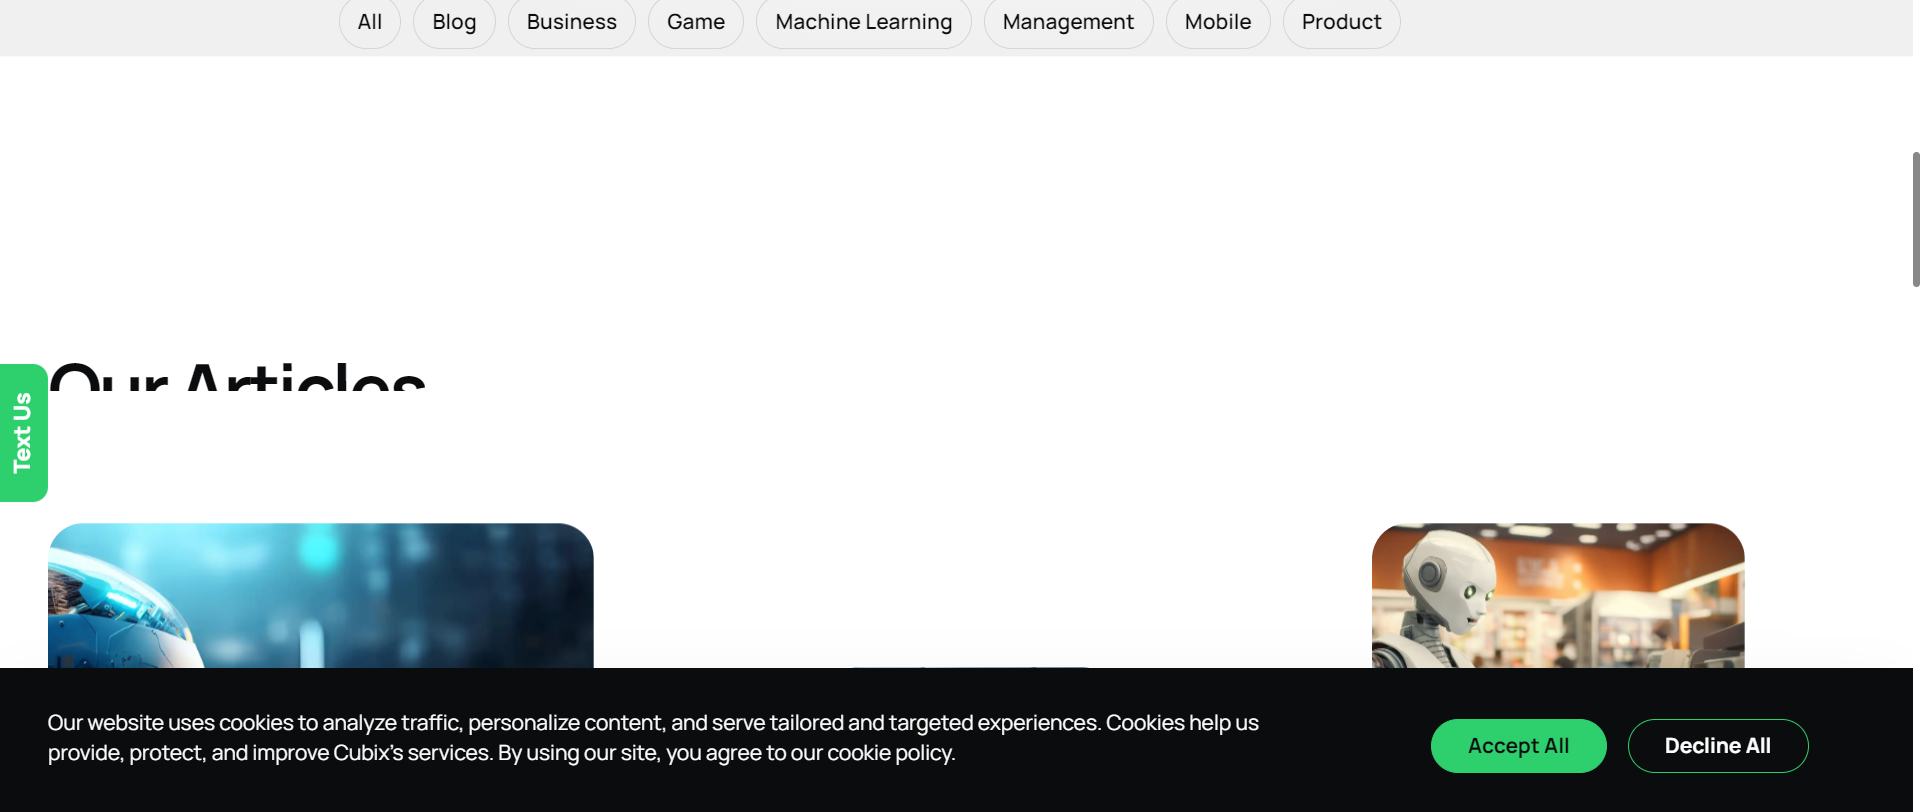 All
Blog
Business
Game
Machine Learning
Management
Mobile
Product
Our Articles
Text Us
Our website uses cookies to analyze traffic, personalize content, and serve tailored and targeted experiences. Cookies help us
provide, protect, and improve Cubix's services. By using our site, you agree to our cookie policy.
Accept All
Decline All